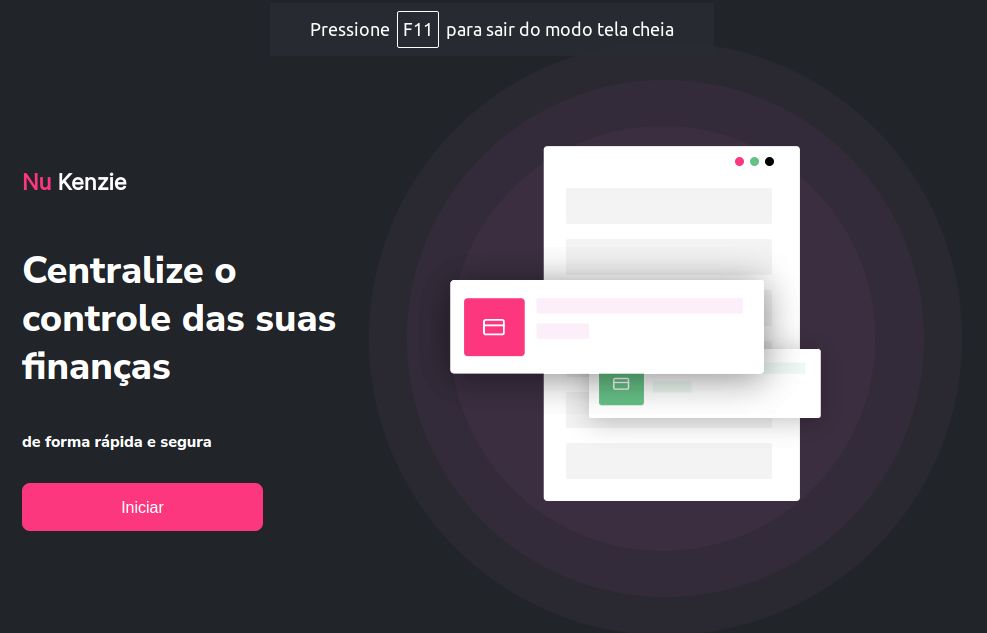 Pressione F11 para sair do modo tela cheia
Nu Kenzie
Centralize o
controle das suas
finanças
de forma rápida e segura
Iniciar